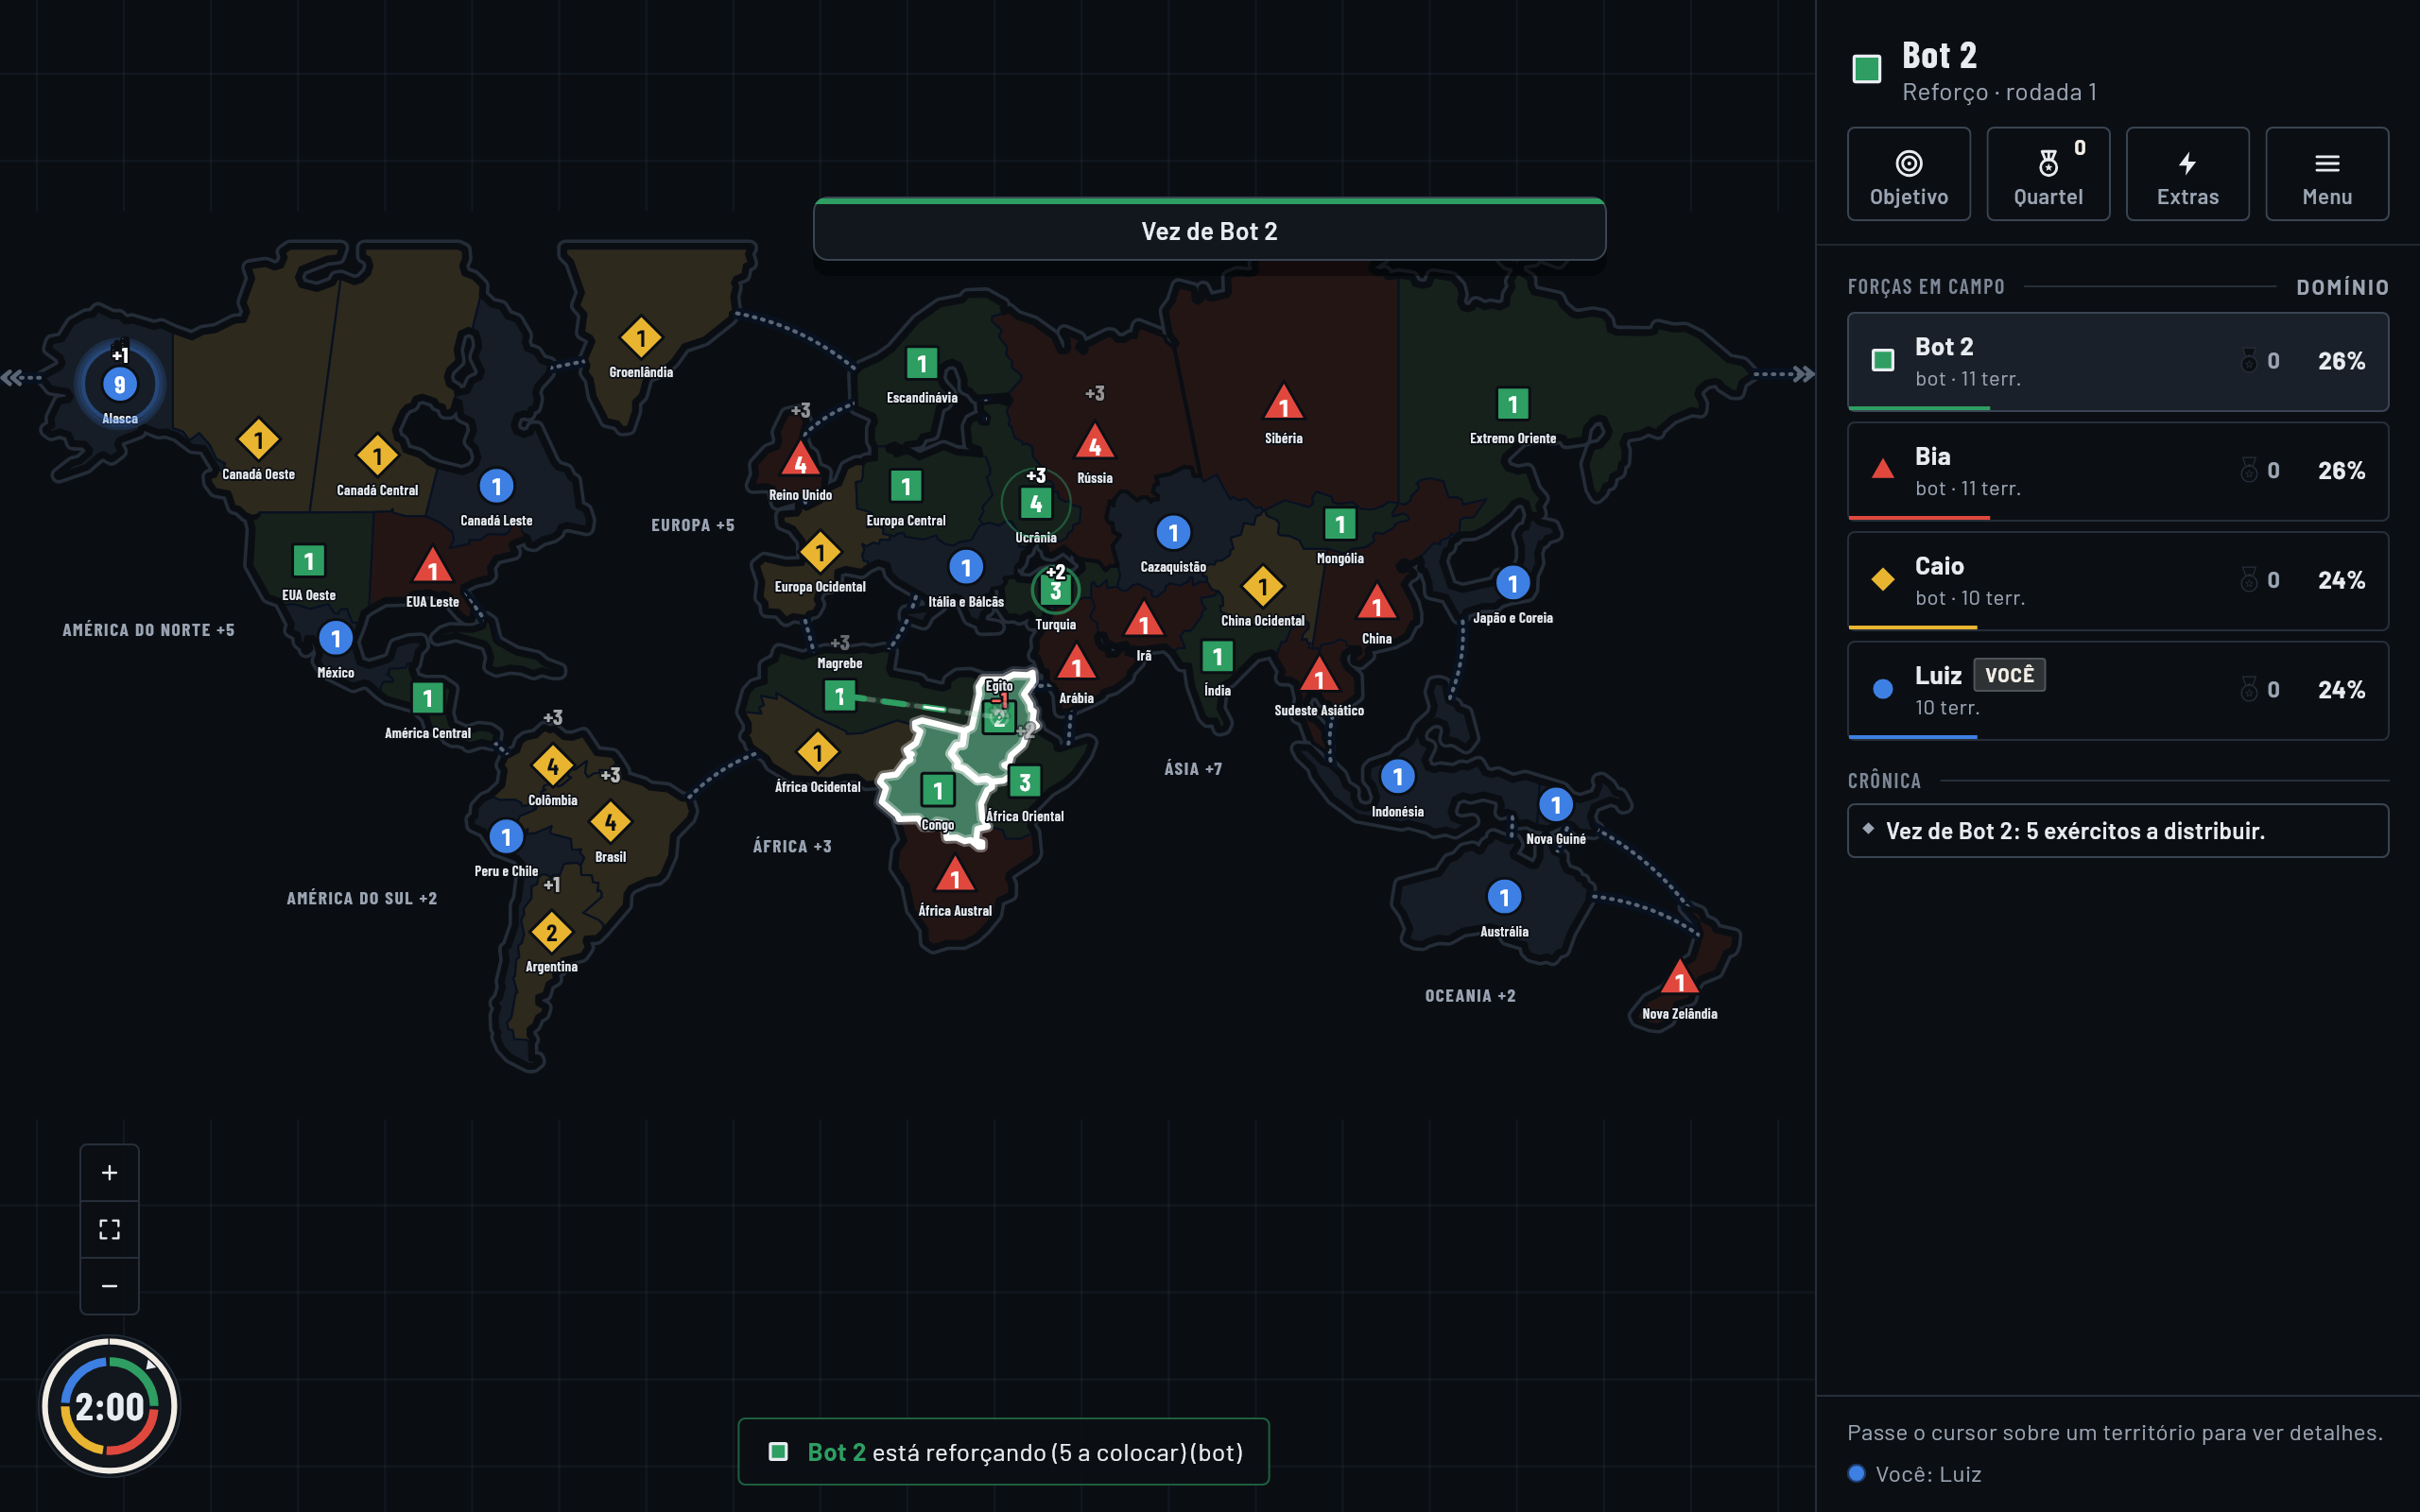 Vez de Bot 2
+1
9
Alasca
1
Canadá Oeste
1
Canadá Central
1
Canadá Leste
1
Groenlândia
1
EUA Oeste
1
EUA Leste
1
México
1
América Central
AMÉRICA DO NORTE +5
+3
4
Colômbia
+3
4
Brasil
1
Peru e Chile
+1
2
Argentina
AMÉRICA DO SUL +2
1
Escandinávia
+3
4
Reino Unido
1
Europa Central
+3
4
Ucrânia
+3
4
Rússia
EUROPA +5
1
Europa Ocidental
1
Itália e Bálcãs
+2
3
Turquia
+3
Magrebe
1
Egito
-1
2
+2
1
África Ocidental
1
Congo
3
África Oriental
1
África Austral
ÁFRICA +3
1
Sibéria
1
Extremo Oriente
1
Cazaquistão
1
Mongólia
1
China Ocidental
1
China
1
Japão e Coreia
1
Irã
1
Arábia
1
Índia
1
Sudeste Asiático
ÁSIA +7
1
Indonésia
1
Nova Guiné
1
Austrália
1
Nova Zelândia
OCEANIA +2
+
−
2:00
Bot 2 está reforçando (5 a colocar) (bot)
Bot 2
Reforço · rodada 1
Objetivo
0
Quartel
Extras
Menu
FORÇAS EM CAMPO
DOMÍNIO
Bot 2
bot · 11 terr.
0
26%
Bia
bot · 11 terr.
0
26%
Caio
bot · 10 terr.
0
24%
Luiz VOCÊ
10 terr.
0
24%
CRÔNICA
Vez de Bot 2: 5 exércitos a distribuir.
Passe o cursor sobre um território para ver detalhes.
Você: Luiz